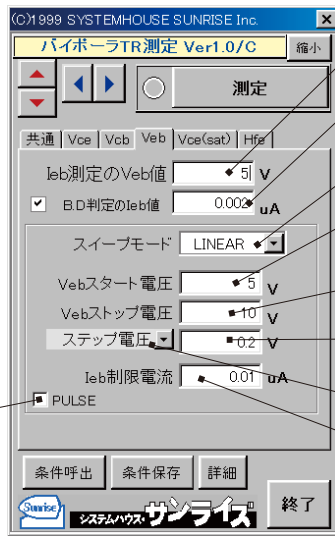 (C)1999 SYSTEMHOUSE SUNRISE Inc.
バイポーラTR測定 Ver1.0/C 縮小
測定
共通 Vce Vcb Veb Vce(sat) Hfe
Ieb測定のVeb値 5 V
B.D判定のIeb値 0.002 uA
スイープモード LINEAR
Vebスタート電圧 5 V
Vebストップ電圧 10 V
ステップ電圧 0.2 V
Ieb制限電流 0.01 uA
PULSE
条件呼出 条件保存 詳細
Sunrise システムハウス・サンライズ 終了